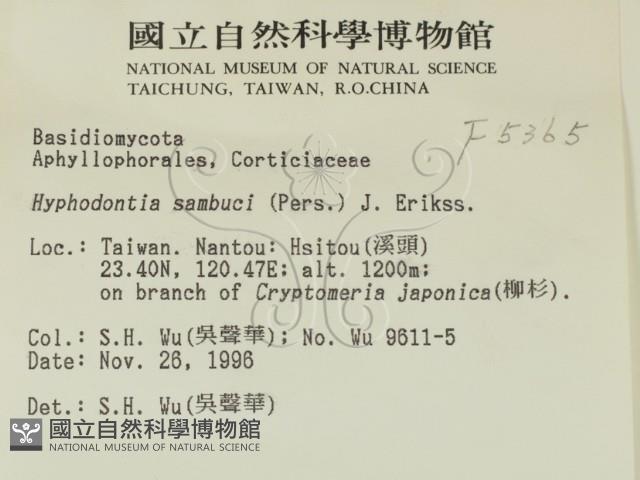 國立自然科學博物館
NATIONAL MUSEUM OF NATURAL SCIENCE
TAICHUNG, TAIWAN, R.O.CHINA
F5365
Basidiomycota
Aphyllophorales, Corticiaceae
Hyphodontia sambuci (Pers.) J. Erikss.
Loc.: Taiwan. Nantou: Hsitou(溪頭)
23.40N, 120.47E; alt. 1200m;
on branch of Cryptomeria japonica(柳杉).
Col.: S.H. Wu(吳聲華); No. Wu 9611-5
Date: Nov. 26, 1996
Det.: S.H. Wu(吳聲華)
國立自然科學博物館
NATIONAL MUSEUM OF NATURAL SCIENCE